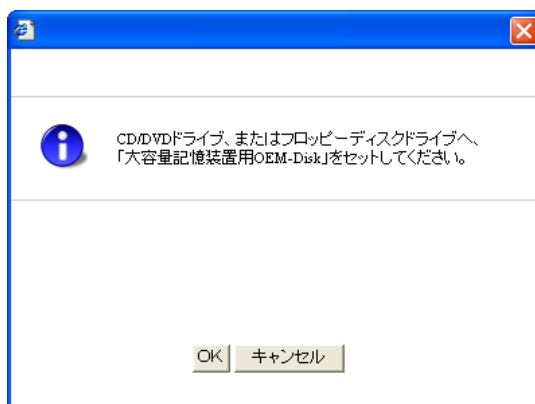 CD/DVDドライブ、またはフロッピーディスクドライブへ、
「大容量記憶装置用OEM-Disk」をセットしてください。
OK キャンセル